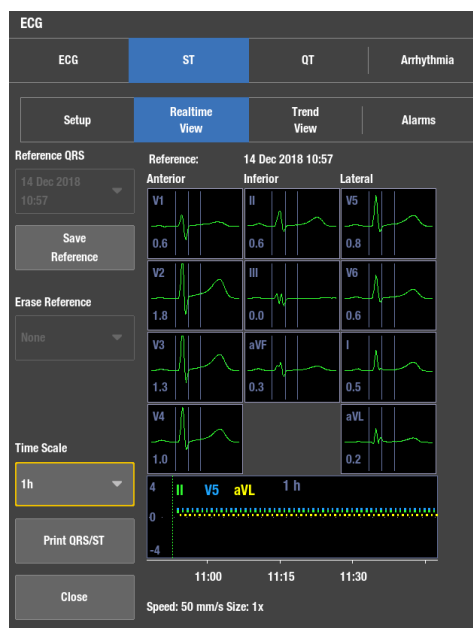 ECG
ECG ST QT Arrhythmia
Setup Realtime View Trend View Alarms
Reference QRS
14 Dec 2018
10:57
Save
Reference
Erase Reference
None
Time Scale
1h
Print QRS/ST
Close
Reference: 14 Dec 2018 10:57
Anterior Inferior Lateral
V1 II V5
0.6 0.6 0.8
V2 III V6
1.8 0.0 0.6
V3 aVF I
1.3 0.3 0.5
V4 aVL
1.0 0.2
4 II V5 aVL 1 h
0
-4
11:00 11:15 11:30
Speed: 50 mm/s Size: 1x